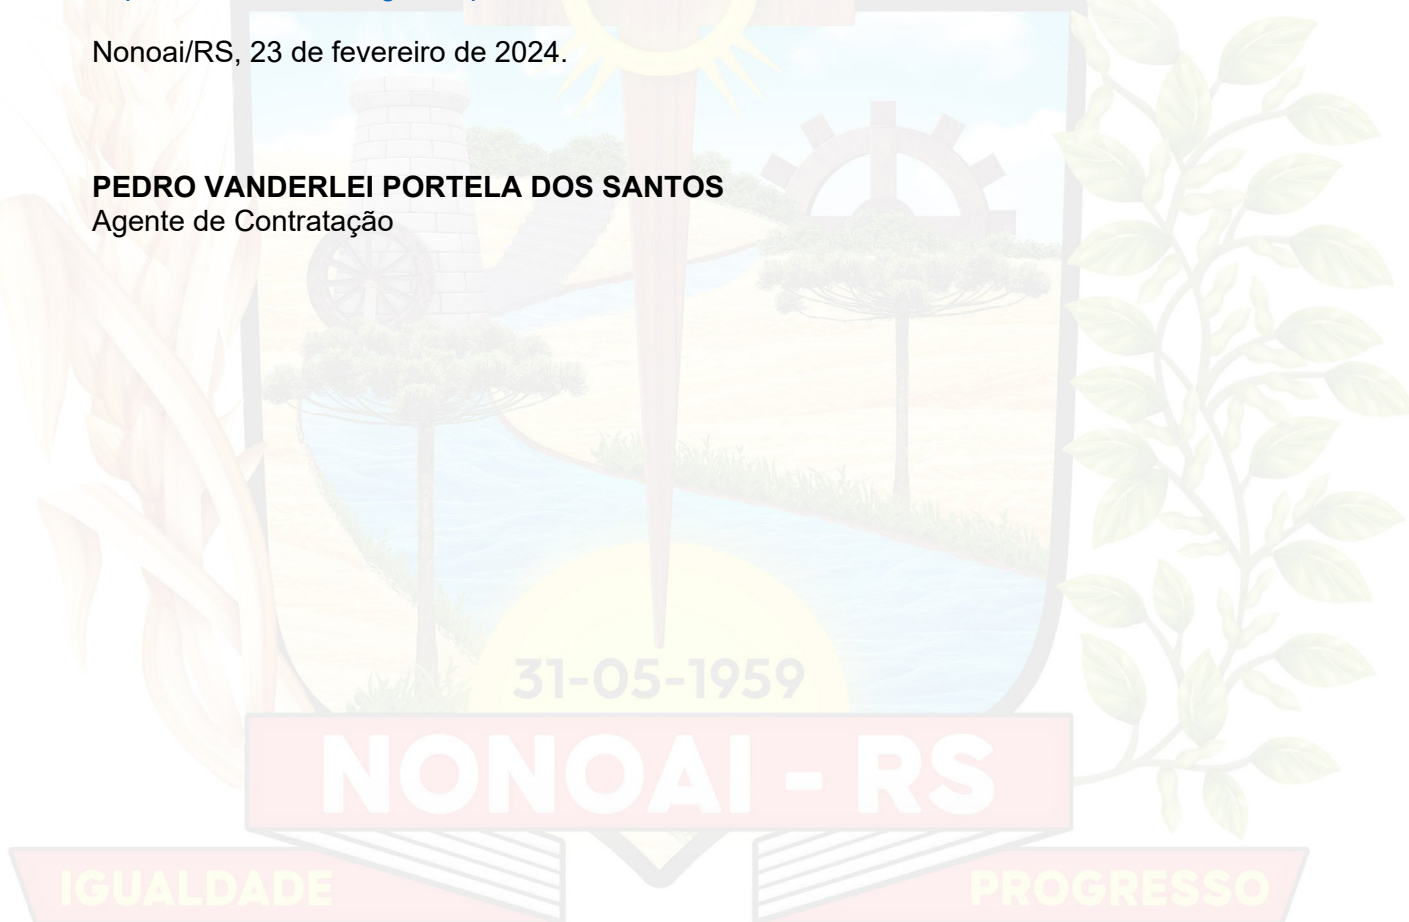 Nonoai/RS, 23 de fevereiro de 2024.
PEDRO VANDERLEI PORTELA DOS SANTOS
Agente de Contratação
31-05-1959
NONOAI - RS
IGUALDADE
PROGRESSO